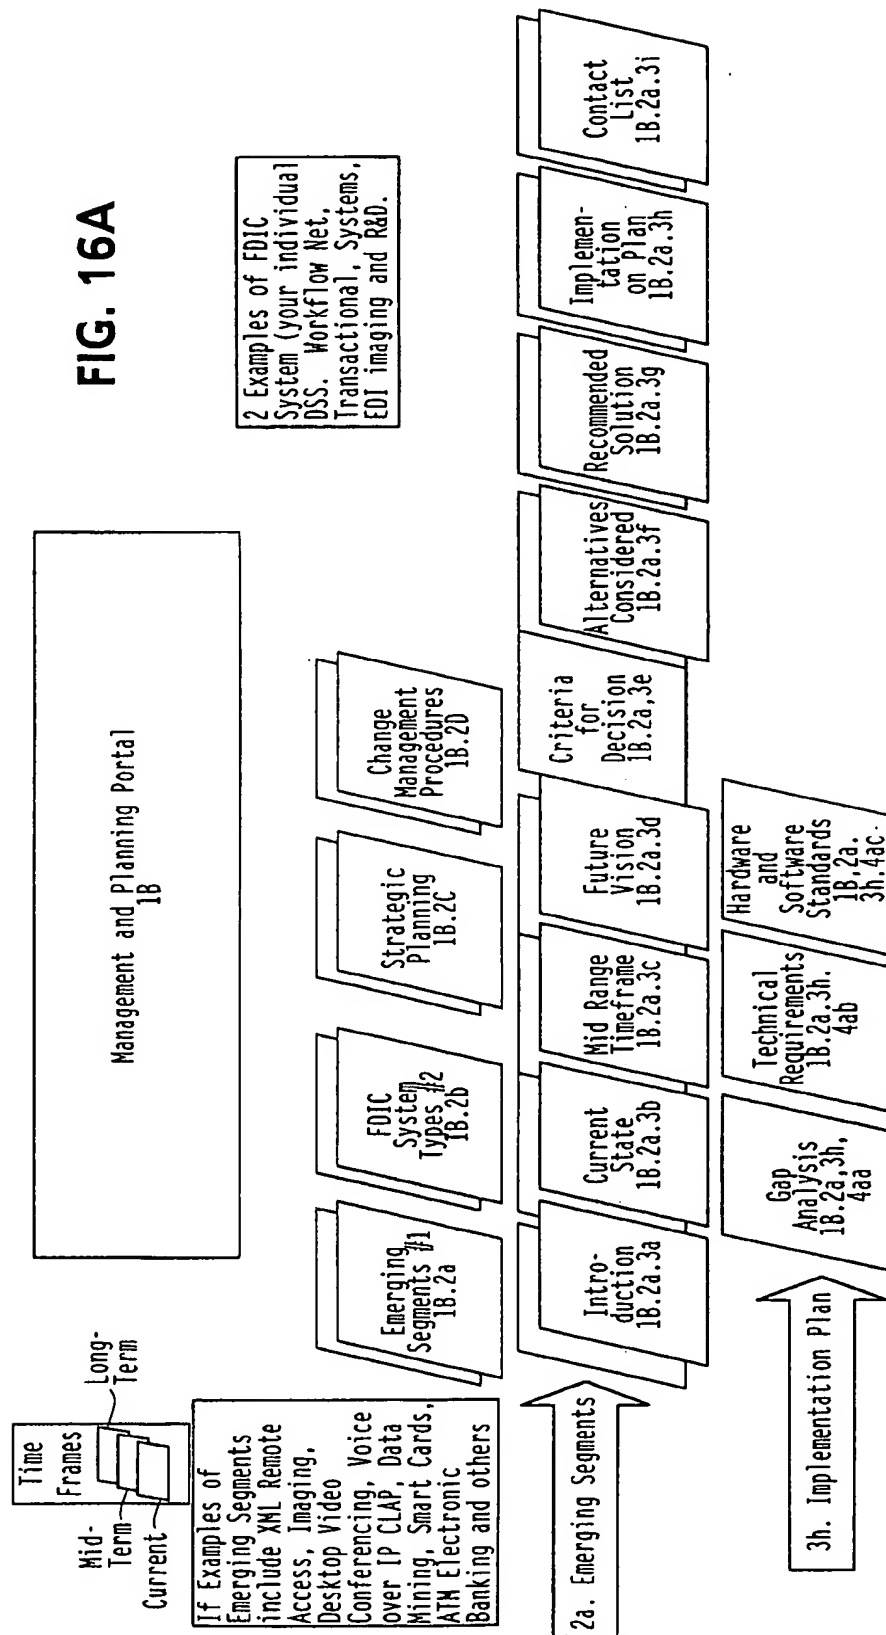 FIG. 16A
Management and Planning Portal
1B
2 Examples of FDIC
System (your individual
DSS. Workflow Net,
Transactional, Systems,
EDI imaging and R&D.
Time
Frames
Mid-
Term
Current
Long-
Term
If Examples of
Emerging Segments
include XML Remote
Access, Imaging,
Desktop Video
Conferencing, Voice
over IP CLAP, Data
Mining, Smart Cards,
ATM Electronic
Banking and others
Emerging
Segments #1
1B.2a
FDIC
System
Types #2
1B.2b
Strategic
Planning
1B.2C
Change
Management
Procedures
1B.2D
2a. Emerging Segments
Intro-
duction
1B.2a.3a
Current
State
1B.2a.3b
Mid Range
Timeframe
1B.2a.3c
Future
Vision
1B.2a.3d
Criteria
for
Decision
1B.2a,3e
Alternatives
Considered
1B.2a.3f
Recommended
Solution
1B.2a.3g
Implemen-
tation
on Plan
1B.2a.3h
Contact
List
1B.2a.3i
3h. Implementation Plan
Gap
Analysis
1B.2a,3h,
4aa
Technical
Requirements
1B.2a.3h.
4ab
Hardware
and
Software
Standards
1B,2a.
3h.4ac.